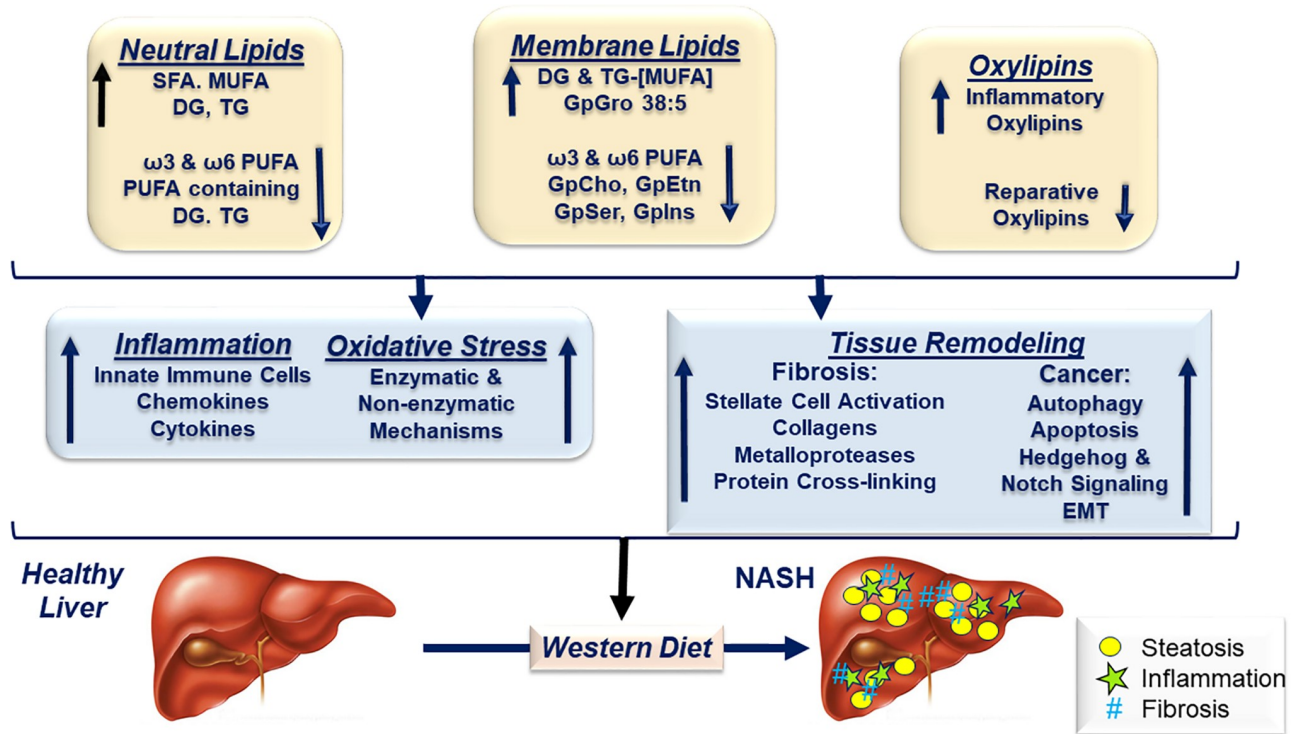 Neutral Lipids
SFA. MUFA
DG, TG
ω3 & ω6 PUFA
PUFA containing
DG. TG
Membrane Lipids
DG & TG-[MUFA]
GpGro 38:5
ω3 & ω6 PUFA
GpCho, GpEtn
GpSer, GpIns
Oxylipins
Inflammatory
Oxylipins
Reparative
Oxylipins
Inflammation
Innate Immune Cells
Chemokines
Cytokines
Oxidative Stress
Enzymatic &
Non-enzymatic
Mechanisms
Tissue Remodeling
Fibrosis:
Stellate Cell Activation
Collagens
Metalloproteases
Protein Cross-linking
Cancer:
Autophagy
Apoptosis
Hedgehog &
Notch Signaling
EMT
Healthy
Liver
Western Diet
NASH
# # # # # # # #
Steatosis
Inflammation
# Fibrosis